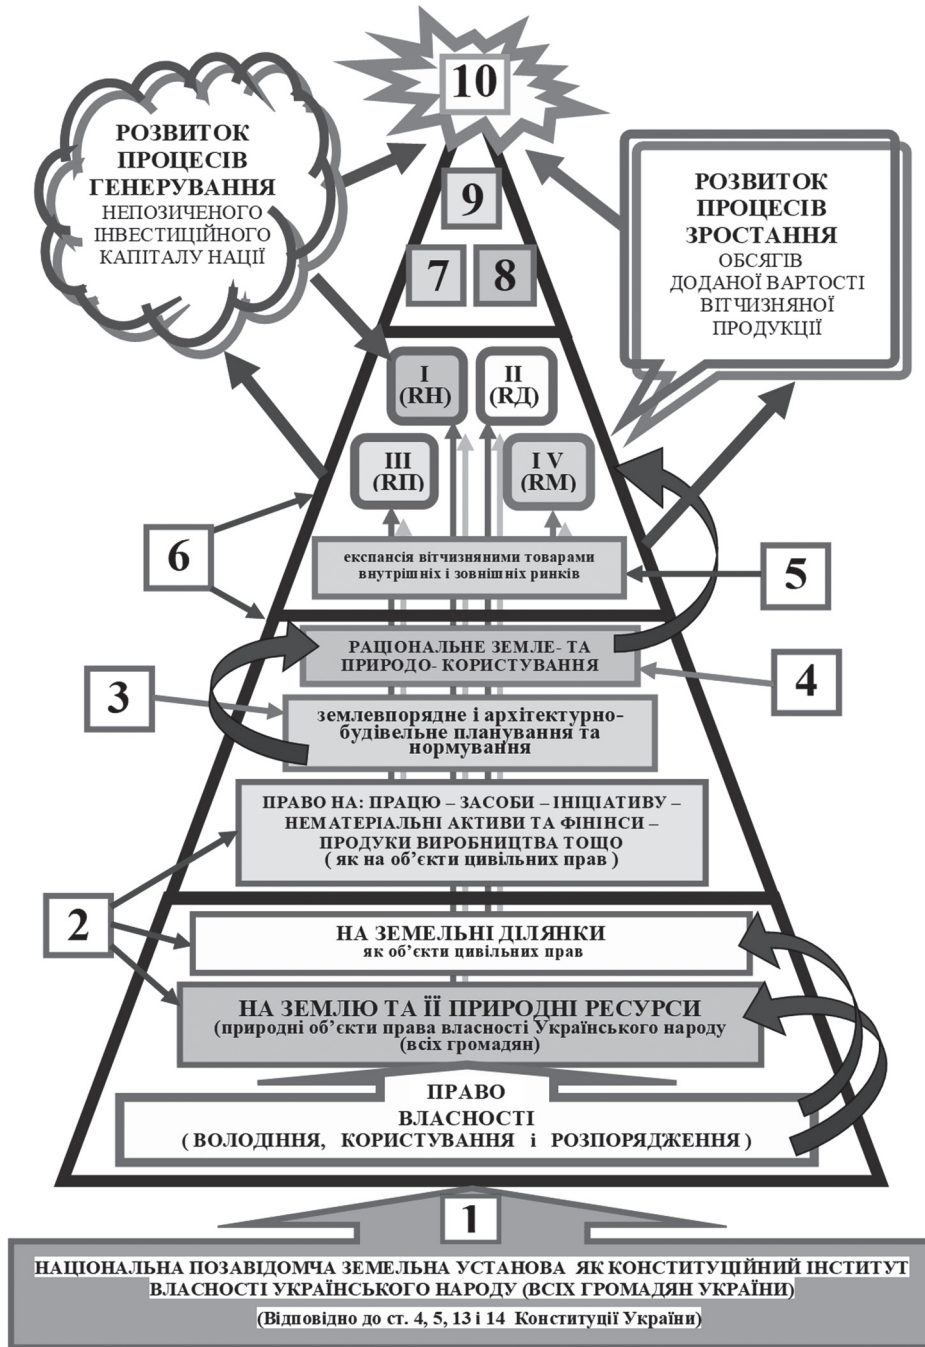 10
РОЗВИТОК
ПРОЦЕСІВ
ГЕНЕРУВАННЯ
НЕПОЗИЧЕНОГО
ІНВЕСТИЦІЙНОГО
КАПІТАЛУ НАЦІЇ
РОЗВИТОК
ПРОЦЕСІВ
ЗРОСТАННЯ
ОБСЯГІВ
ДОДАНОЇ ВАРТОСТІ
ВІТЧИЗНЯНОЇ
ПРОДУКЦІЇ
9
7
8
I
(RН)
II
(RД)
III
(RП)
I V
(RМ)
6
експансія вітчизняними товарами
внутрішніх і зовнішніх ринків
5
РАЦІОНАЛЬНЕ ЗЕМЛЕ- ТА
ПРИРОДО- КОРИСТУВАННЯ
4
3
землевпорядне і архітектурно-
будівельне планування та
нормування
ПРАВО НА: ПРАЦЮ – ЗАСОБИ – ІНІЦІАТИВУ –
НЕМАТЕРІАЛЬНІ АКТИВИ ТА ФІНІНСИ –
ПРОДУКИ ВИРОБНИЦТВА ТОЩО
( як на об’єкти цивільних прав )
2
НА ЗЕМЕЛЬНІ ДІЛЯНКИ
як об’єкти цивільних прав
НА ЗЕМЛЮ ТА ЇЇ ПРИРОДНІ РЕСУРСИ
(природні об’єкти права власності Українського народу
(всіх громадян)
ПРАВО
ВЛАСНОСТІ
( ВОЛОДІННЯ, КОРИСТУВАННЯ і РОЗПОРЯДЖЕННЯ )
1
НАЦІОНАЛЬНА ПОЗАВІДОМЧА ЗЕМЕЛЬНА УСТАНОВА ЯК КОНСТИТУЦІЙНИЙ ІНСТИТУТ
ВЛАСНОСТІ УКРАЇНСЬКОГО НАРОДУ (ВСІХ ГРОМАДЯН УКРАЇНИ)
(Відповідно до ст. 4, 5, 13 і 14 Конституції України)